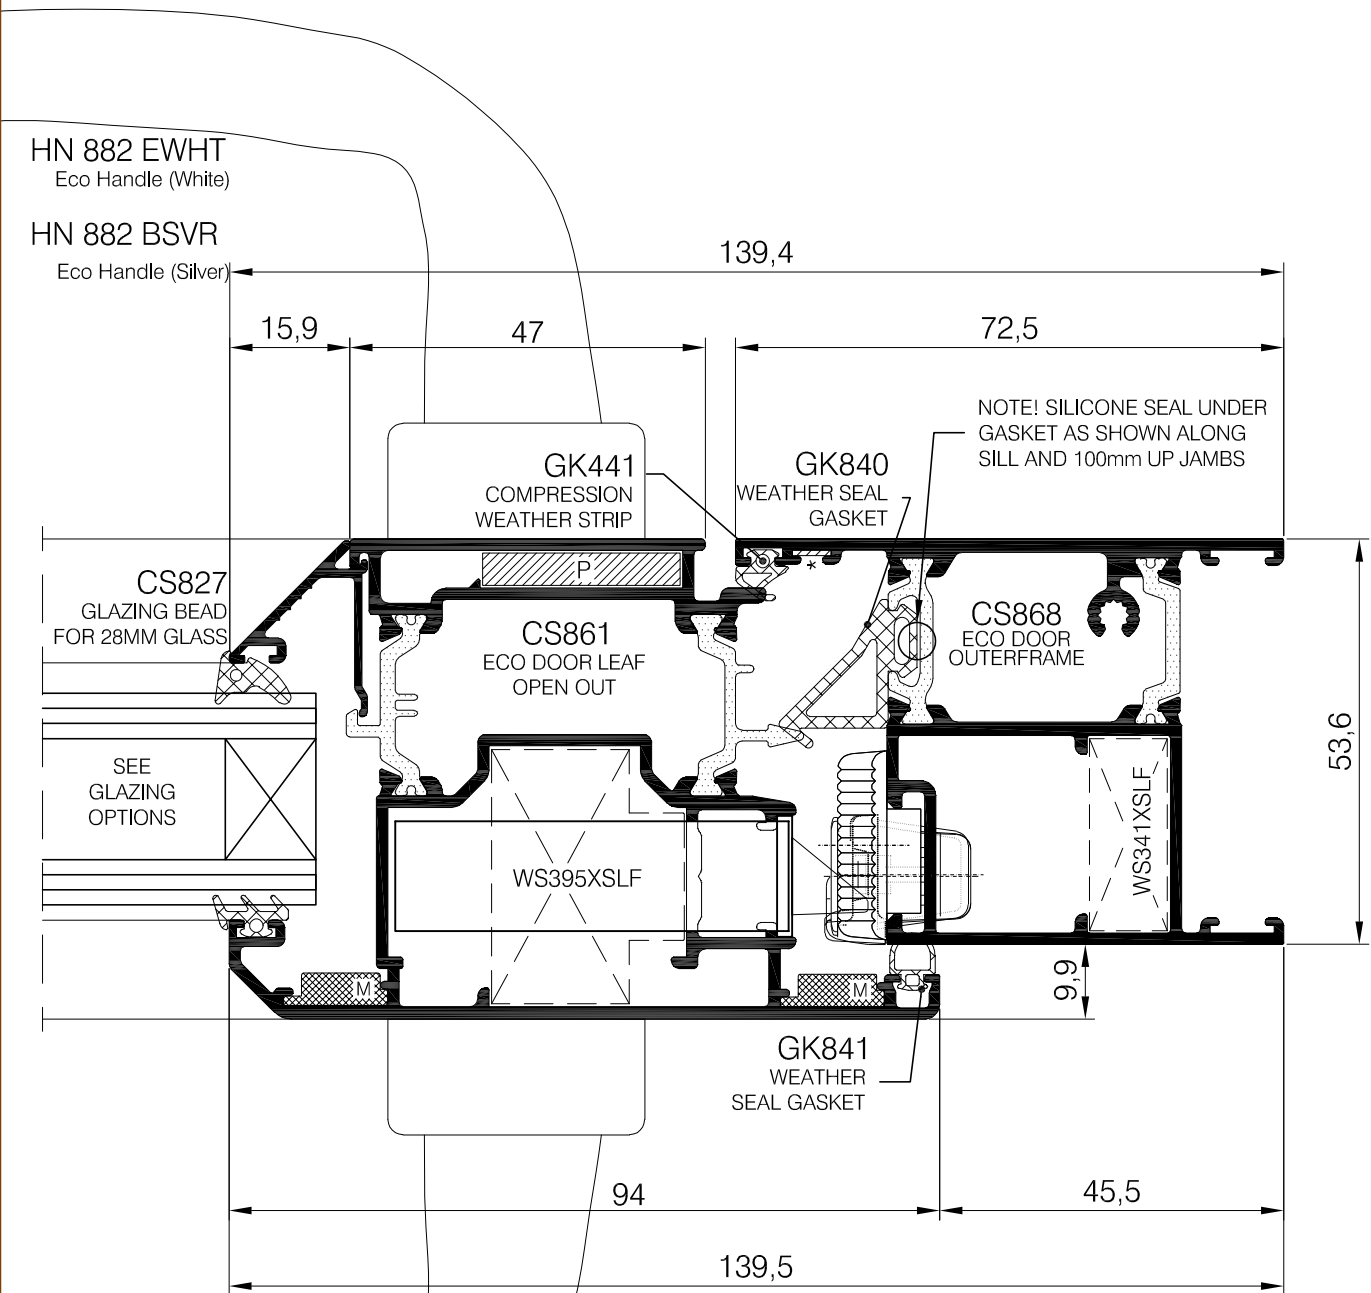 HN 882 EWHT
Eco Handle (White)
HN 882 BSVR
Eco Handle (Silver)
139,4
15,9
47
72,5
NOTE! SILICONE SEAL UNDER
GASKET AS SHOWN ALONG
SILL AND 100mm UP JAMBS
GK441
COMPRESSION
WEATHER STRIP
GK840
WEATHER SEAL
GASKET
P
*
CS827
GLAZING BEAD
FOR 28MM GLASS
CS861
ECO DOOR LEAF
OPEN OUT
CS868
ECO DOOR
OUTERFRAME
53,6
SEE
GLAZING
OPTIONS
WS395XSLF
WS341XSLF
M
M
9,9
GK841
WEATHER
SEAL GASKET
94
45,5
139,5